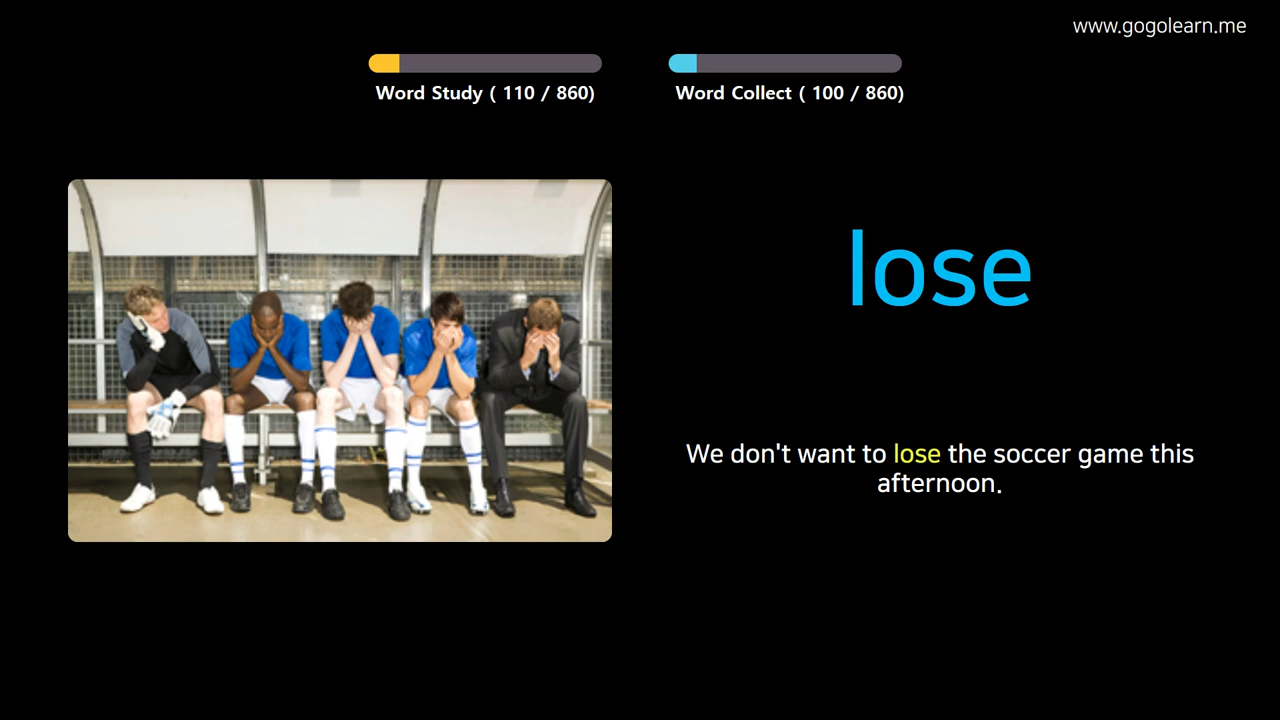 www.gogolearn.me
Word Study ( 110 / 860)
Word Collect ( 100 / 860)
lose
We don't want to lose the soccer game this
afternoon.